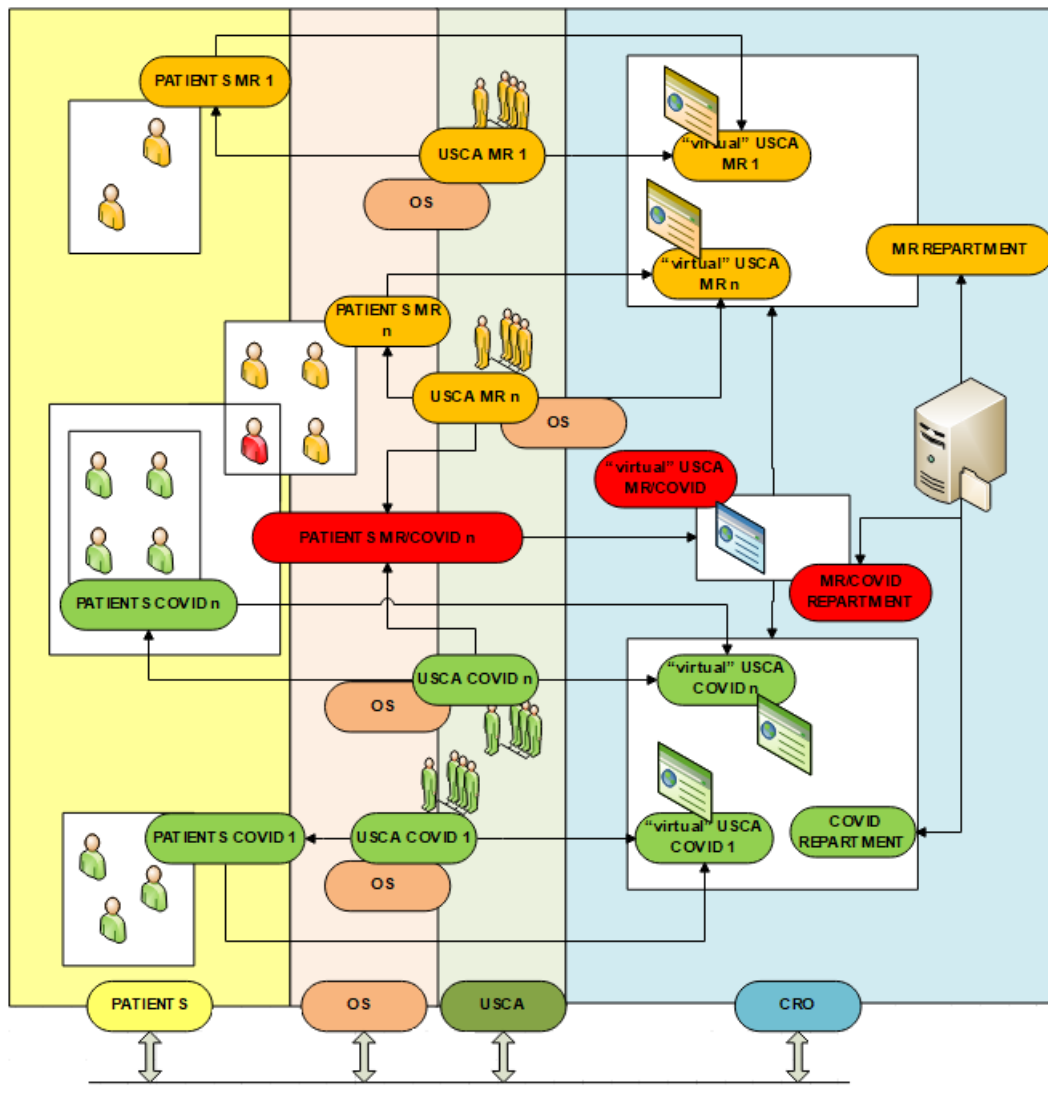 PATIENTS MR 1
USCA MR 1
OS
"virtual" USCA
MR 1
"virtual" USCA
MR n
MR REPARTMENT
PATIENTS MR
n
USCA MR n
OS
"virtual" USCA
MR/COVID
PATIENTS MR/COVID n
MR/COVID
REPARTMENT
PATIENTS COVID n
USCA COVID n
OS
"virtual" USCA
COVID n
PATIENTS COVID 1
USCA COVID 1
OS
"virtual" USCA
COVID 1
COVID
REPARTMENT
PATIENTS
OS
USCA
CRO